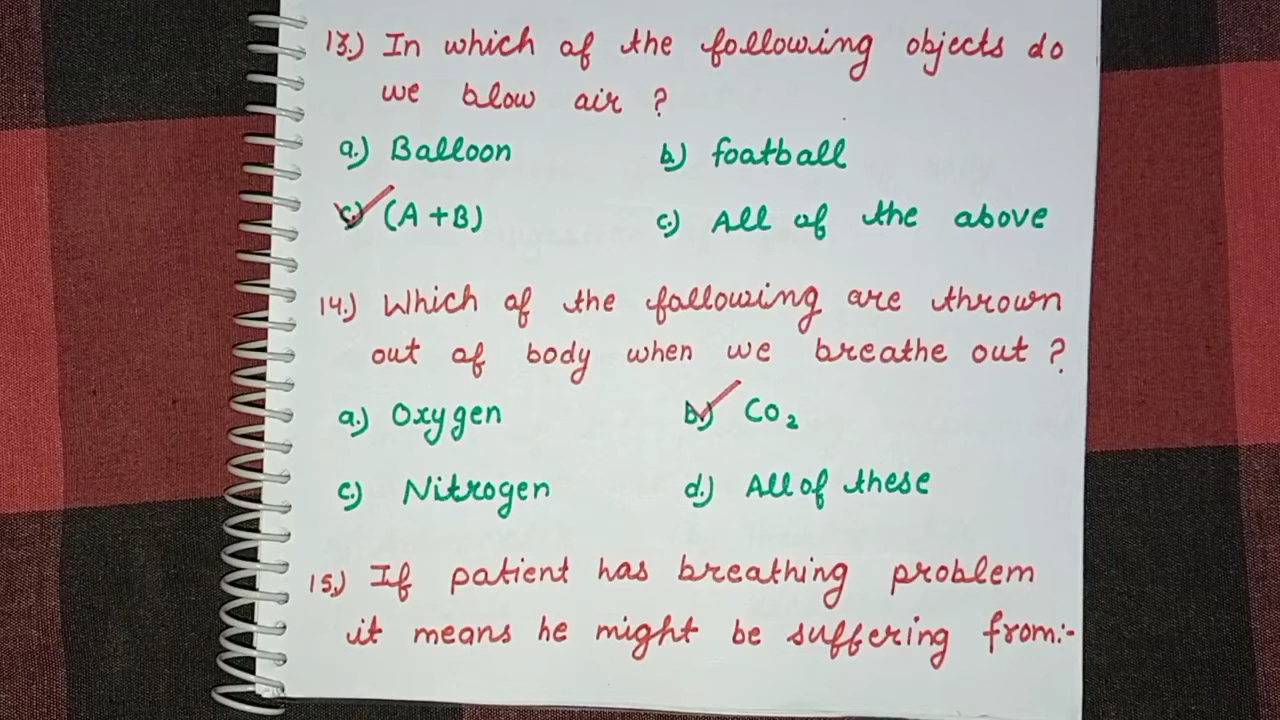 13.) In which of the following objects do
we blow air ?
a.) Balloon b.) foatball
c.) (A+B) c.) All of the above
14.) Which of the fallowing are thrown
out of body when we breathe out ?
a.) Oxygen b.) CO₂
c.) Nitrogen d.) All of these
15.) If patient has breathing problem
it means he might be suffering from:-